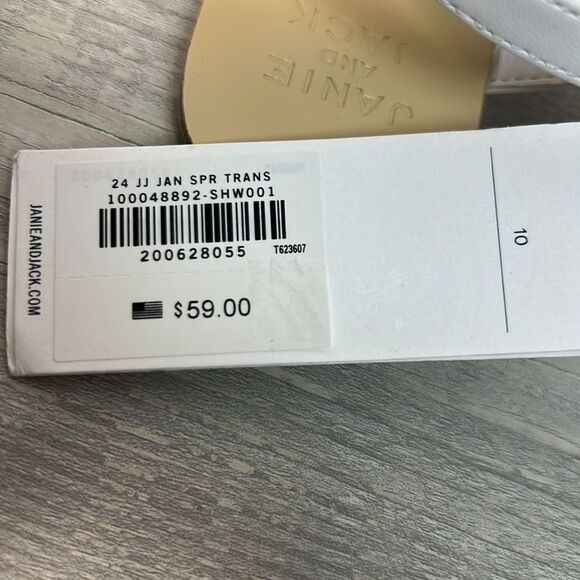 JANIE
AND
JACK
24 JJ JAN SPR TRANS
100048892-SHW001
200628055
T623607
$59.00
JANIEANDJACK.COM
10